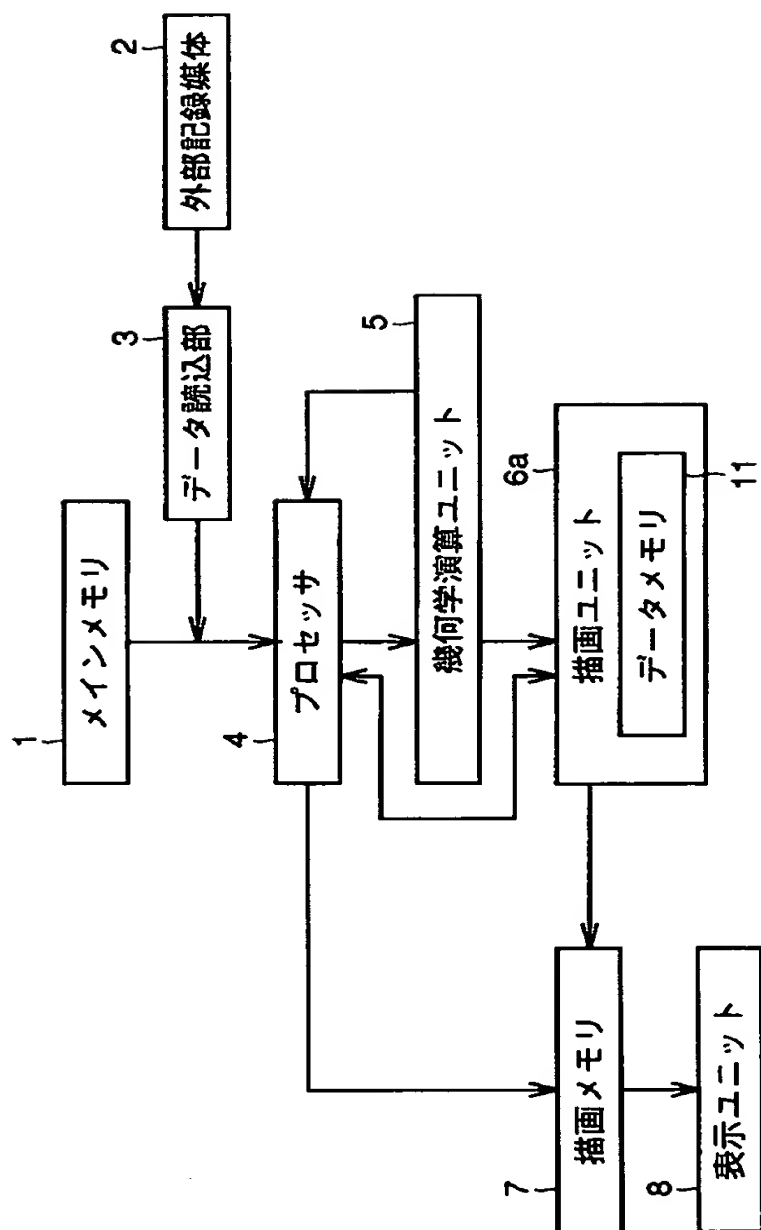 1
メインメモリ
3
データ読込部
2
外部記録媒体
4
プロセッサ
5
幾何学演算ユニット
6a
描画ユニット
データメモリ
11
7
描画メモリ
8
表示ユニット